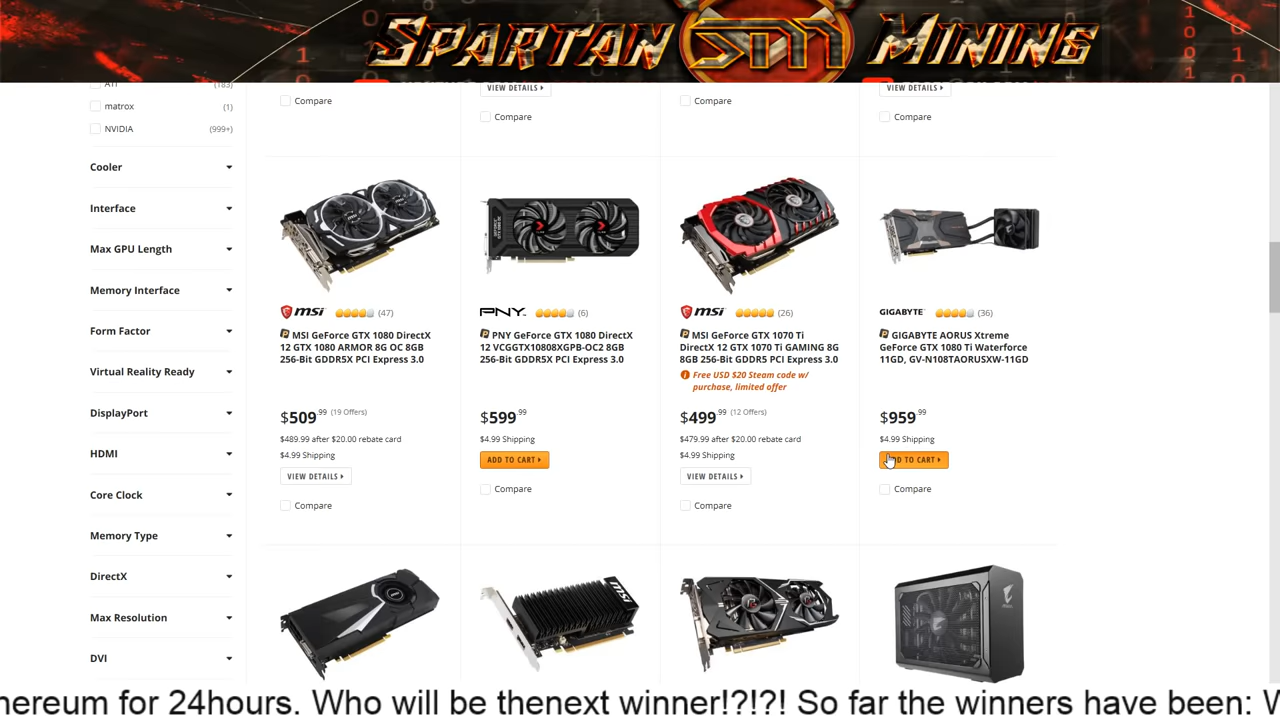 SPARTAN SM MINING
ATI (183)
matrox (1)
NVIDIA (999+)
Cooler
Interface
Max GPU Length
Memory Interface
Form Factor
Virtual Reality Ready
DisplayPort
HDMI
Core Clock
Memory Type
DirectX
Max Resolution
DVI
Compare
VIEW DETAILS
Compare
Compare
VIEW DETAILS
Compare
msi (47)
MSI GeForce GTX 1080 DirectX
12 GTX 1080 ARMOR 8G OC 8GB
256-Bit GDDR5X PCI Express 3.0
$509.99 (19 Offers)
$489.99 after $20.00 rebate card
$4.99 Shipping
VIEW DETAILS
Compare
PNY (6)
PNY GeForce GTX 1080 DirectX
12 VCGGTX10808XGPB-OC2 8GB
256-Bit GDDR5X PCI Express 3.0
$599.99
$4.99 Shipping
ADD TO CART
Compare
msi (26)
MSI GeForce GTX 1070 Ti
DirectX 12 GTX 1070 Ti GAMING 8G
8GB 256-Bit GDDR5 PCI Express 3.0
Free USD $20 Steam code w/
purchase, limited offer
$499.99 (12 Offers)
$479.99 after $20.00 rebate card
$4.99 Shipping
VIEW DETAILS
Compare
GIGABYTE (36)
GIGABYTE AORUS Xtreme
GeForce GTX 1080 Ti Waterforce
11GD, GV-N108TAORUSXW-11GD
$959.99
$4.99 Shipping
ADD TO CART
Compare
msi
hereum for 24hours. Who will be thenext winner!?!?! So far the winners have been: W